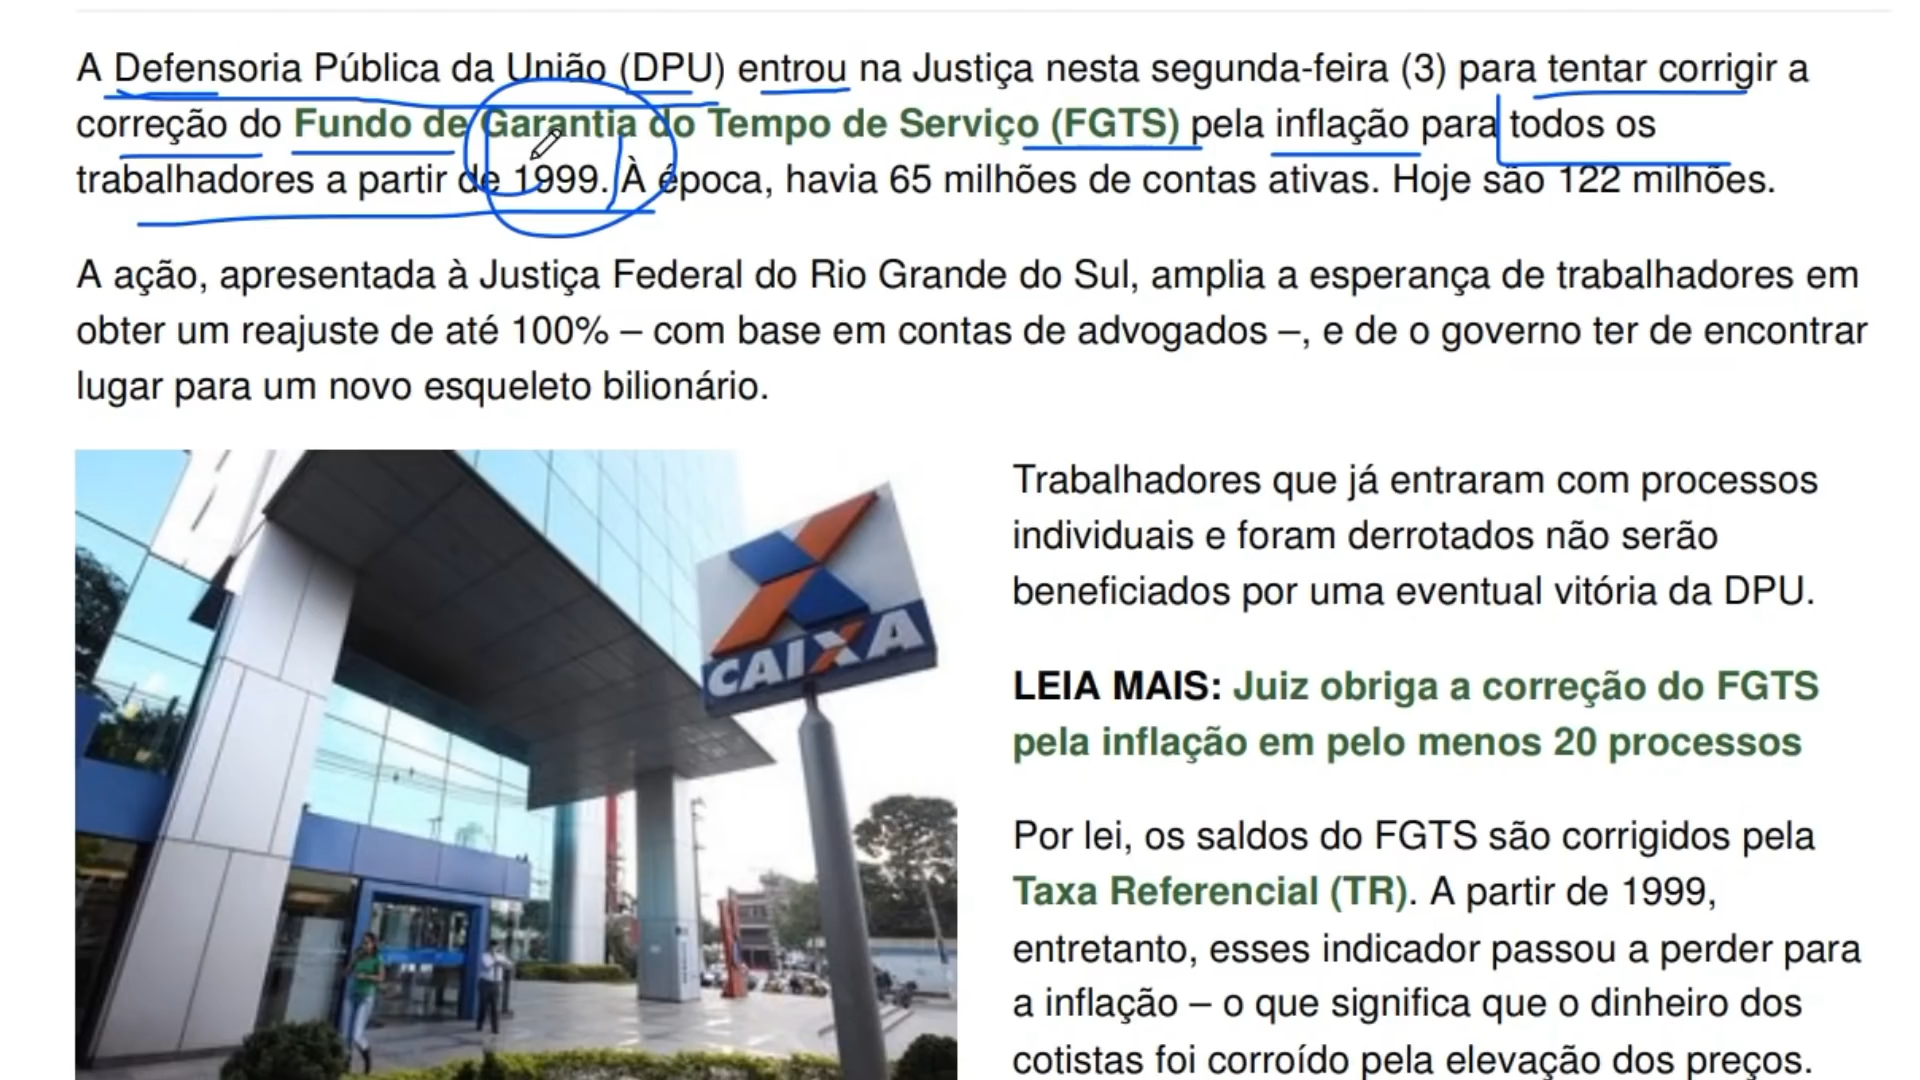 A Defensoria Pública da União (DPU) entrou na Justiça nesta segunda-feira (3) para tentar corrigir a
correção do Fundo de Garantia do Tempo de Serviço (FGTS) pela inflação para todos os
trabalhadores a partir de 1999. À época, havia 65 milhões de contas ativas. Hoje são 122 milhões.
A ação, apresentada à Justiça Federal do Rio Grande do Sul, amplia a esperança de trabalhadores em
obter um reajuste de até 100% – com base em contas de advogados –, e de o governo ter de encontrar
lugar para um novo esqueleto bilionário.
CAIXA
Trabalhadores que já entraram com processos
individuais e foram derrotados não serão
beneficiados por uma eventual vitória da DPU.
LEIA MAIS: Juiz obriga a correção do FGTS
pela inflação em pelo menos 20 processos
Por lei, os saldos do FGTS são corrigidos pela
Taxa Referencial (TR). A partir de 1999,
entretanto, esses indicador passou a perder para
a inflação – o que significa que o dinheiro dos
cotistas foi corroído pela elevação dos preços.